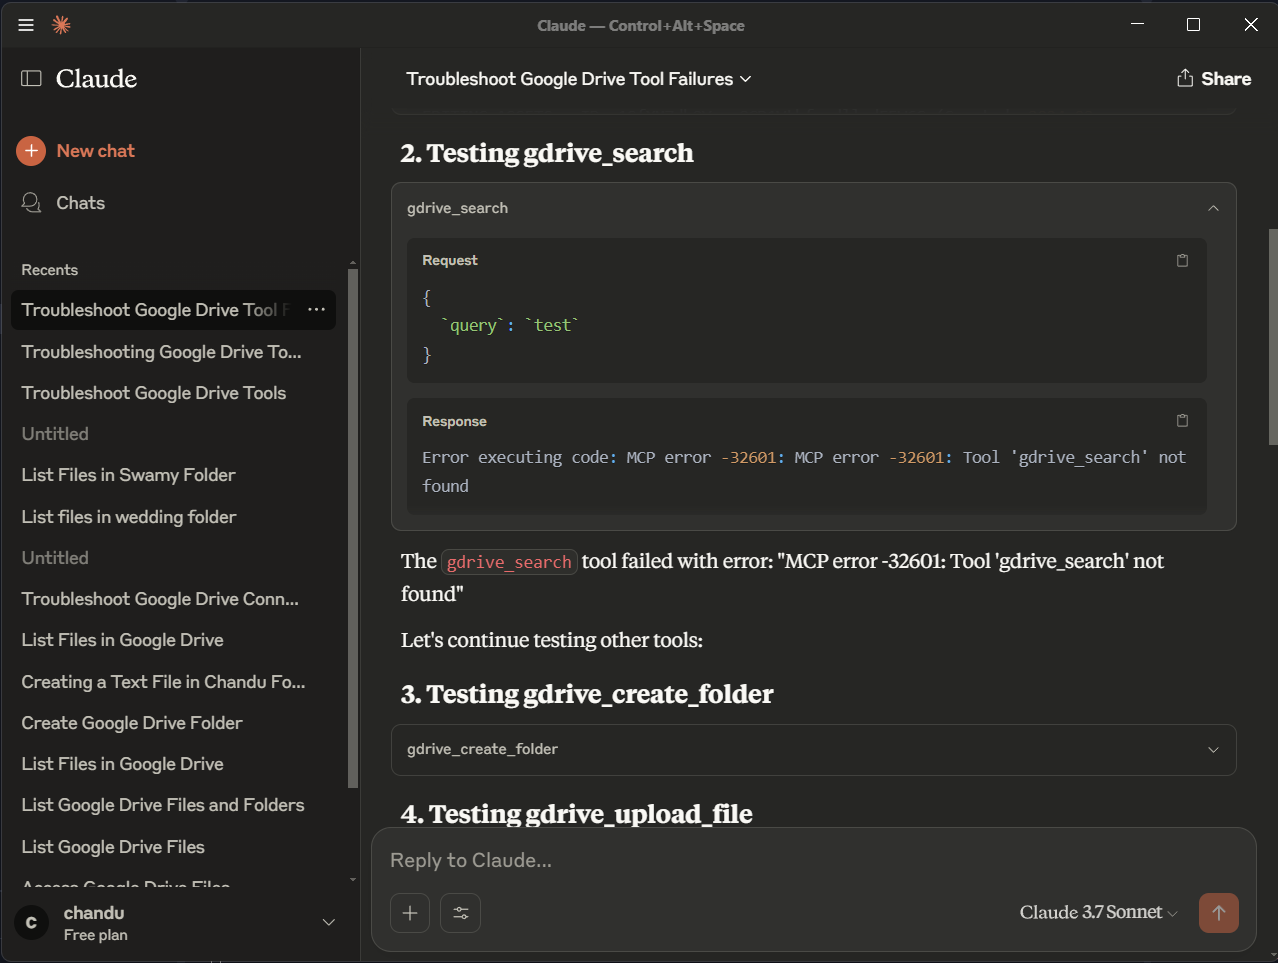 Claude — Control+Alt+Space
Claude
New chat
Chats
Recents
Troubleshoot Google Drive Tool F
Troubleshooting Google Drive To...
Troubleshoot Google Drive Tools
Untitled
List Files in Swamy Folder
List files in wedding folder
Untitled
Troubleshoot Google Drive Conn...
List Files in Google Drive
Creating a Text File in Chandu Fo...
Create Google Drive Folder
List Files in Google Drive
List Google Drive Files and Folders
List Google Drive Files
Access Google Drive Files
C
chandu
Free plan
Troubleshoot Google Drive Tool Failures
Share
2. Testing gdrive_search
gdrive_search
Request
{
`query`: `test`
}
Response
Error executing code: MCP error -32601: MCP error -32601: Tool 'gdrive_search' not
found
The gdrive_search tool failed with error: "MCP error -32601: Tool 'gdrive_search' not
found"
Let's continue testing other tools:
3. Testing gdrive_create_folder
gdrive_create_folder
4. Testing gdrive_upload_file
Reply to Claude...
Claude 3.7 Sonnet